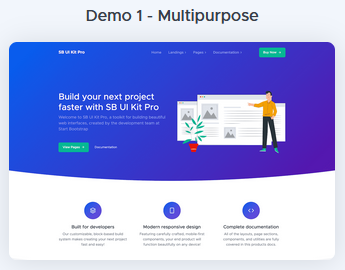 Demo 1 - Multipurpose
SB UI Kit Pro
Home Landings Pages Documentation
Buy Now
Build your next project
faster with SB UI Kit Pro
Welcome to SB UI Kit Pro, a toolkit for building beautiful
web interfaces, created by the development team at
Start Bootstrap
View Pages Documentation
Built for developers
Our customizable, block-based build
system makes creating your next project
fast and easy!
Modern responsive design
Featuring carefully crafted, mobile-first
components, your end product will
function beautifully on any device!
Complete documentation
All of the layouts, page sections,
components, and utilities are fully
covered in this products docs.